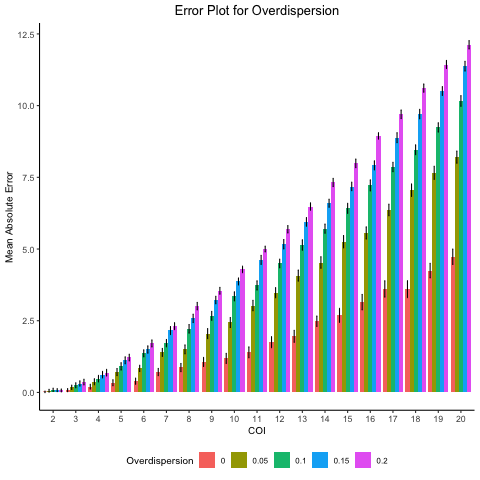 Error Plot for Overdispersion
12.5
10.0
7.5
5.0
2.5
0.0
Mean Absolute Error
2 3 4 5 6 7 8 9 10 11 12 13 14 15 16 17 18 19 20
COI
Overdispersion 0 0.05 0.1 0.15 0.2